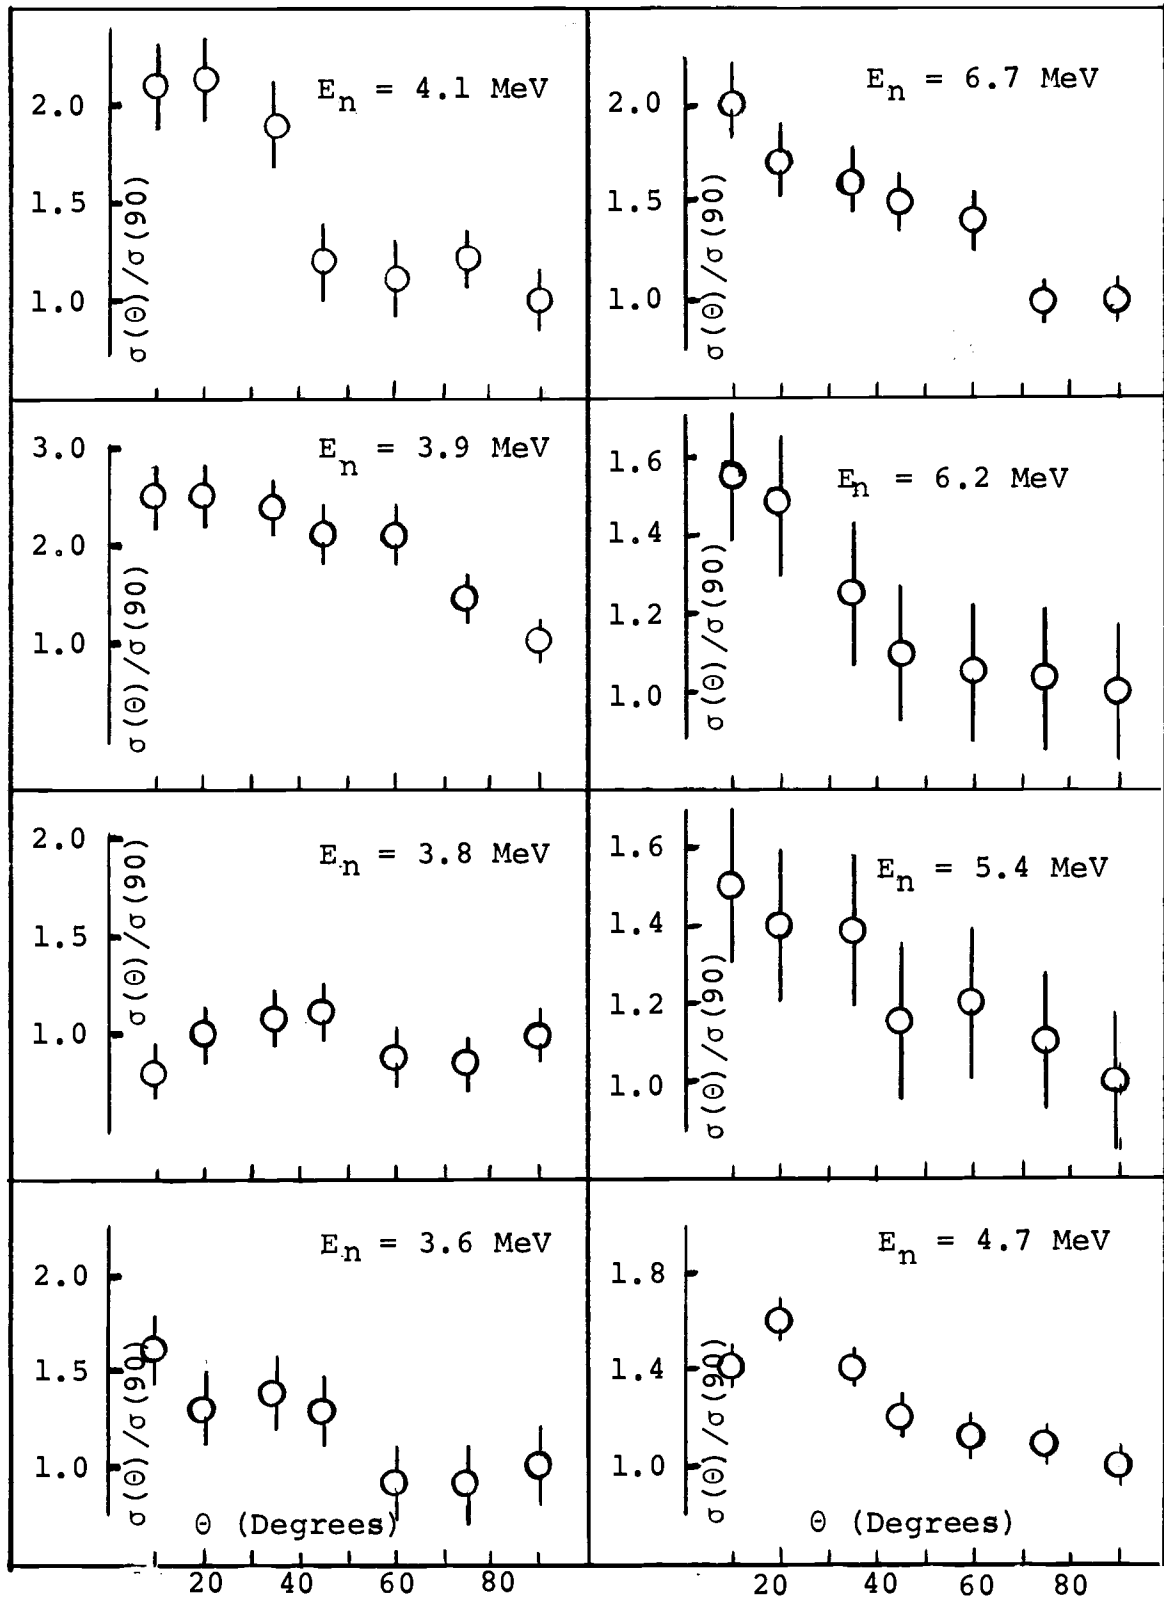 E_n = 4.1 MeV
2.0
1.5
1.0
σ(Θ)/σ(90)
E_n = 6.7 MeV
2.0
1.5
1.0
σ(Θ)/σ(90)
E_n = 3.9 MeV
3.0
2.0
1.0
σ(Θ)/σ(90)
E_n = 6.2 MeV
1.6
1.4
1.2
1.0
σ(Θ)/σ(90)
E_n = 3.8 MeV
2.0
1.5
1.0
σ(Θ)/σ(90)
E_n = 5.4 MeV
1.6
1.4
1.2
1.0
σ(Θ)/σ(90)
E_n = 3.6 MeV
2.0
1.5
1.0
σ(Θ)/σ(90)
Θ (Degrees)
20 40 60 80
E_n = 4.7 MeV
1.8
1.4
1.0
σ(Θ)/σ(90)
Θ (Degrees)
20 40 60 80